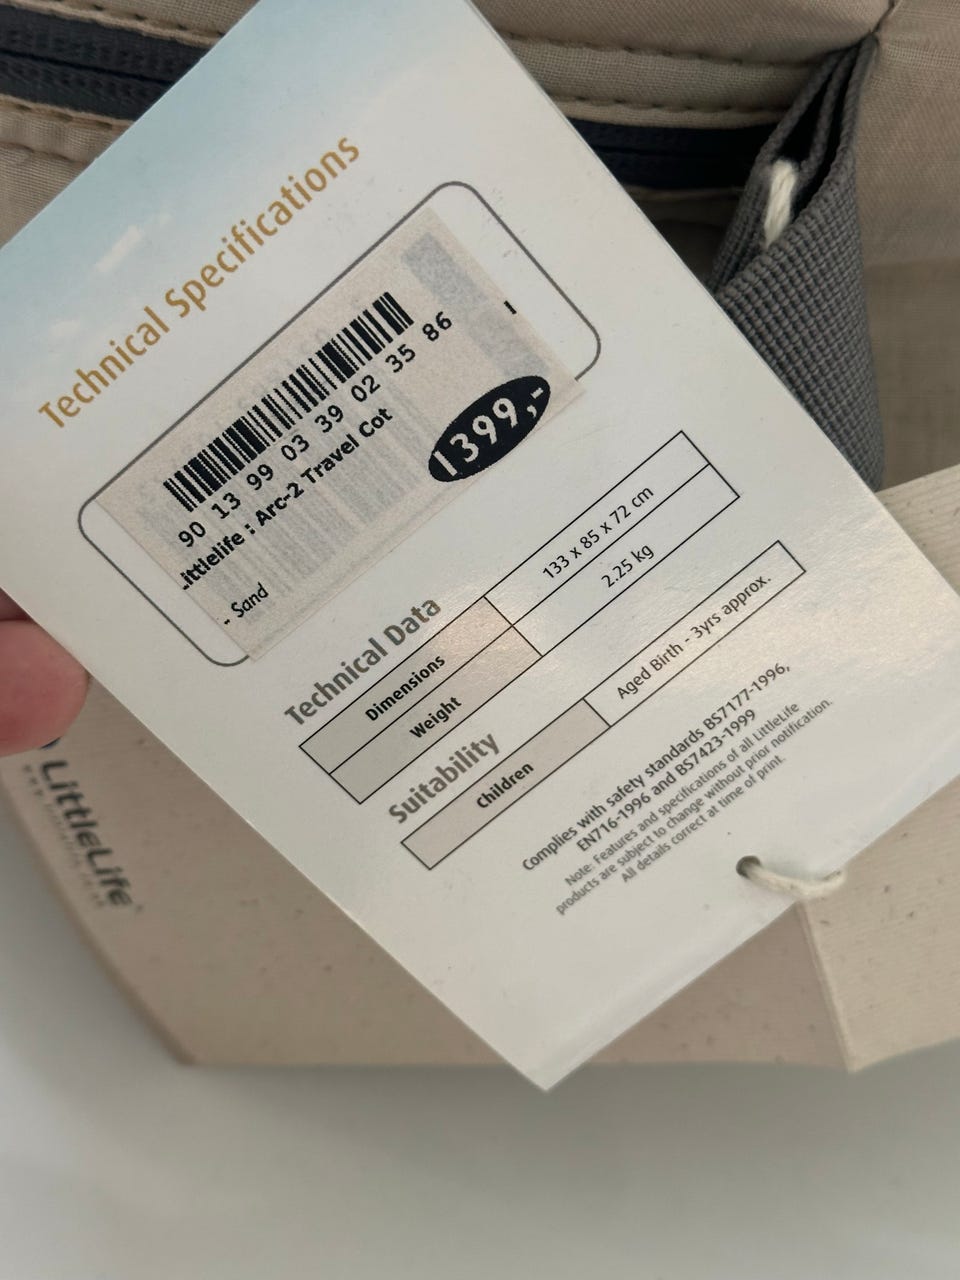 Technical Specifications
90 13 99 03 39 02 35 86
Littlelife : Arc-2 Travel Cot
1399,-
- Sand
Technical Data
Dimensions 133 x 85 x 72 cm
Weight 2.25 kg
Suitability
Children Aged Birth - 3yrs approx.
Complies with safety standards BS7177-1996,
EN716-1996 and BS7423-1999
Note: Features and specifications of all LittleLife
products are subject to change without prior notification.
All details correct at time of print.
LittleLife